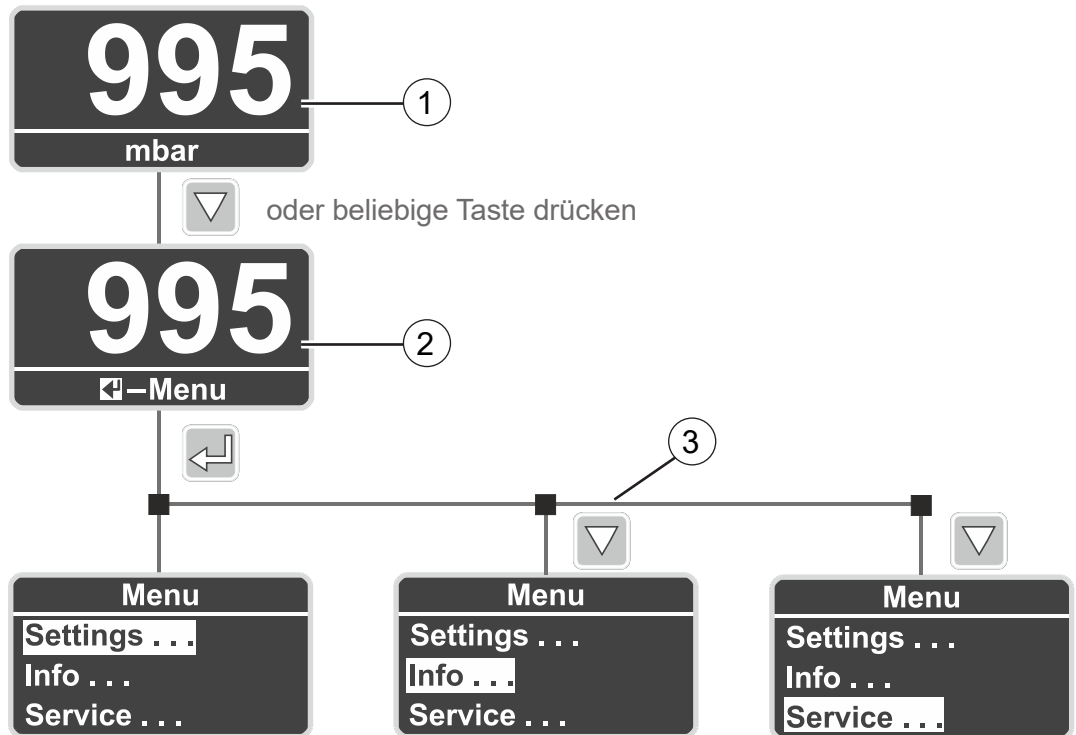 995
1
mbar
oder beliebige Taste drücken
995
2
–Menu
3
Menu
Settings . . .
Info . . .
Service . . .
Menu
Settings . . .
Info . . .
Service . . .
Menu
Settings . . .
Info . . .
Service . . .